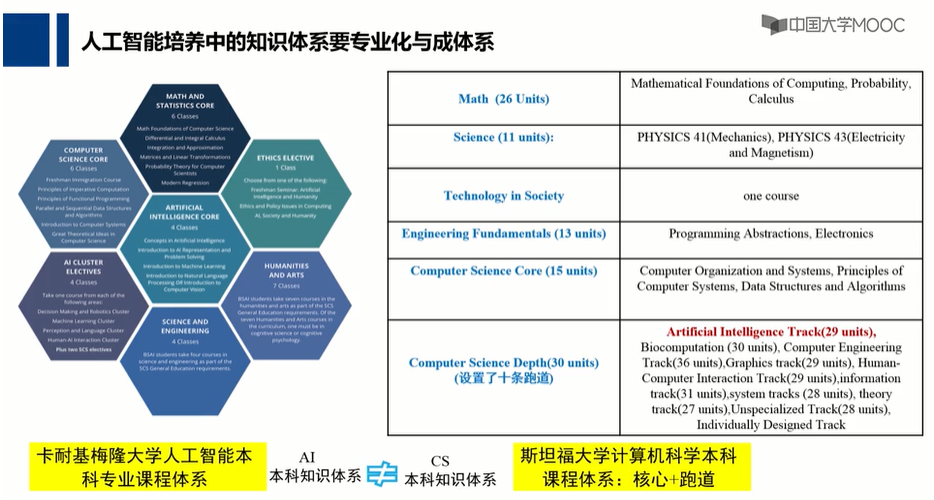 人工智能培养中的知识体系要专业化与成体系
中国大学MOOC
MATH AND
STATISTICS CORE
6 Classes
Math Foundations of Computer Science
Differential and Integral Calculus
Integration and Approximation
Matrices and Linear Transformations
Probability Theory for Computer
Scientists
Modern Regression
COMPUTER
SCIENCE CORE
6 Classes
Freshman Immigration Course
Principles of Imperative Computation
Principles of Functional Programming
Parallel and Sequential Data Structures
and Algorithms
Introduction to Computer Systems
Great Theoretical Ideas in
Computer Science
ETHICS ELECTIVE
1 Class
Choose from one of the following:
Freshman Seminar: Artificial
Intelligence and Humanity
Ethics and Policy Issues in Computing
AI, Society and Humanity
ARTIFICIAL
INTELLIGENCE CORE
4 Classes
Concepts in Artificial Intelligence
Introduction to AI Representation and
Problem Solving
Introduction to Machine Learning
Introduction to Natural Language
Processing OR Introduction to
Computer Vision
AI CLUSTER
ELECTIVES
4 Classes
Take one course from each of the
following areas:
Decision Making and Robotics Cluster
Machine Learning Cluster
Perception and Language Cluster
Human-AI Interaction Cluster
Plus two SCS electives
HUMANITIES
AND ARTS
7 Classes
BSAI students take seven courses in the
humanities and arts as part of the SCS
General Education requirements. Of the
seven Humanities and Arts courses in
the curriculum, one must be in
cognitive science or cognitive
psychology.
SCIENCE AND
ENGINEERING
4 Classes
BSAI students take four courses in
science and engineering as part of the
SCS General Education requirements.
Math (26 Units)
Mathematical Foundations of Computing, Probability,
Calculus
Science (11 units):
PHYSICS 41(Mechanics), PHYSICS 43(Electricity
and Magnetism)
Technology in Society
one course
Engineering Fundamentals (13 units)
Programming Abstractions, Electronics
Computer Science Core (15 units)
Computer Organization and Systems, Principles of
Computer Systems, Data Structures and Algorithms
Computer Science Depth(30 units)
(设置了十条跑道)
Artificial Intelligence Track(29 units),
Biocomputation (30 units), Computer Engineering
Track(36 units),Graphics track(29 units), Human-
Computer Interaction Track(29 units),information
track(31 units),system tracks (28 units), theory
track(27 units),Unspecialized Track(28 units),
Individually Designed Track
卡耐基梅隆大学人工智能本
科专业课程体系
AI
本科知识体系
≠
CS
本科知识体系
斯坦福大学计算机科学本科
课程体系：核心+跑道